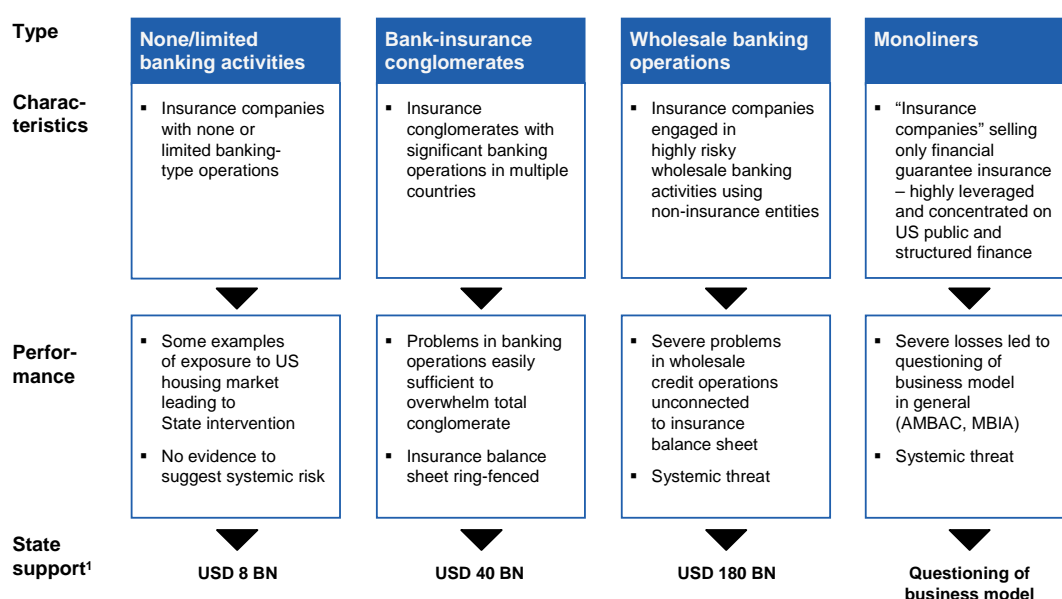 Type
None/limited
banking activities
Bank-insurance
conglomerates
Wholesale banking
operations
Monoliners
Charac-
teristics
▪ Insurance companies
with none or
limited banking-
type operations
▪ Insurance
conglomerates with
significant banking
operations in multiple
countries
▪ Insurance companies
engaged in
highly risky
wholesale banking
activities using
non-insurance entities
▪ “Insurance
companies” selling
only financial
guarantee insurance
– highly leveraged
and concentrated on
US public and
structured finance
Perfor-
mance
▪ Some examples
of exposure to US
housing market
leading to
State intervention
▪ No evidence to
suggest systemic risk
▪ Problems in banking
operations easily
sufficient to
overwhelm total
conglomerate
▪ Insurance balance
sheet ring-fenced
▪ Severe problems
in wholesale
credit operations
unconnected
to insurance
balance sheet
▪ Systemic threat
▪ Severe losses led to
questioning of
business model
in general
(AMBAC, MBIA)
▪ Systemic threat
State
support¹
USD 8 BN
USD 40 BN
USD 180 BN
Questioning of
business model